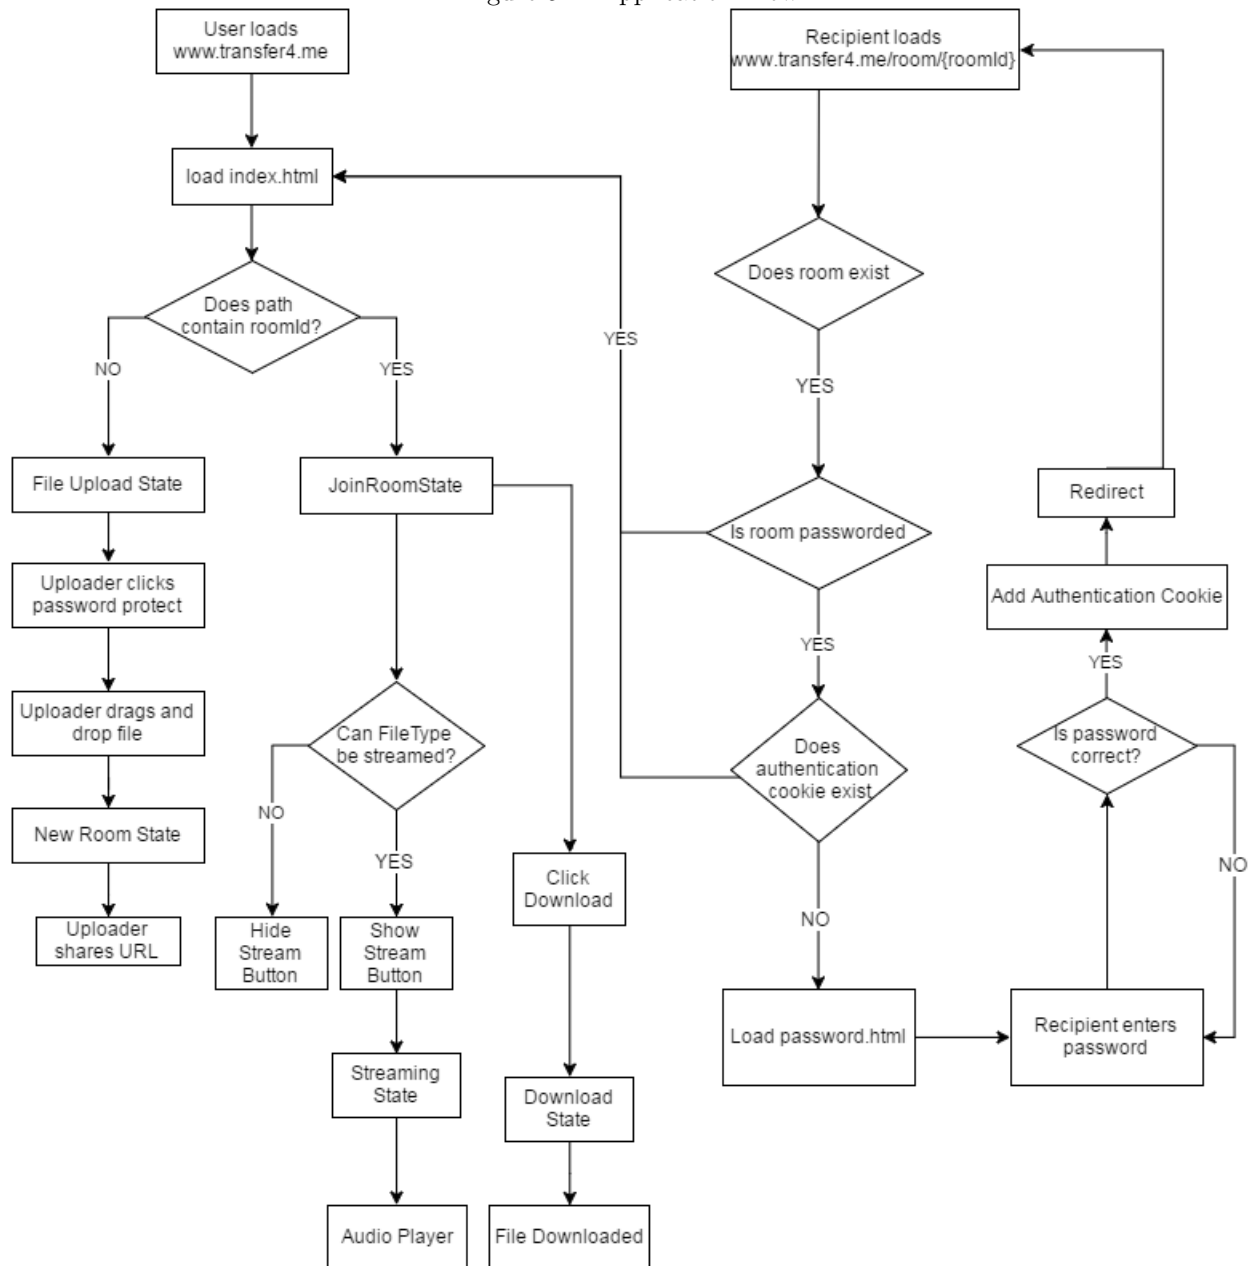 User loads
www.transfer4.me
load index.html
Does path
contain roomId?
NO
YES
File Upload State
Uploader clicks
password protect
Uploader drags and
drop file
New Room State
Uploader
shares URL
JoinRoomState
Can FileType
be streamed?
NO
YES
Hide
Stream
Button
Show
Stream
Button
Streaming
State
Audio Player
Click
Download
Download
State
File Downloaded
Recipient loads
www.transfer4.me/room/{roomId}
Does room exist
YES
YES
Is room passworded
YES
Does
authentication
cookie exist
NO
Load password.html
Recipient enters
password
Is password
correct?
NO
YES
Add Authentication Cookie
Redirect